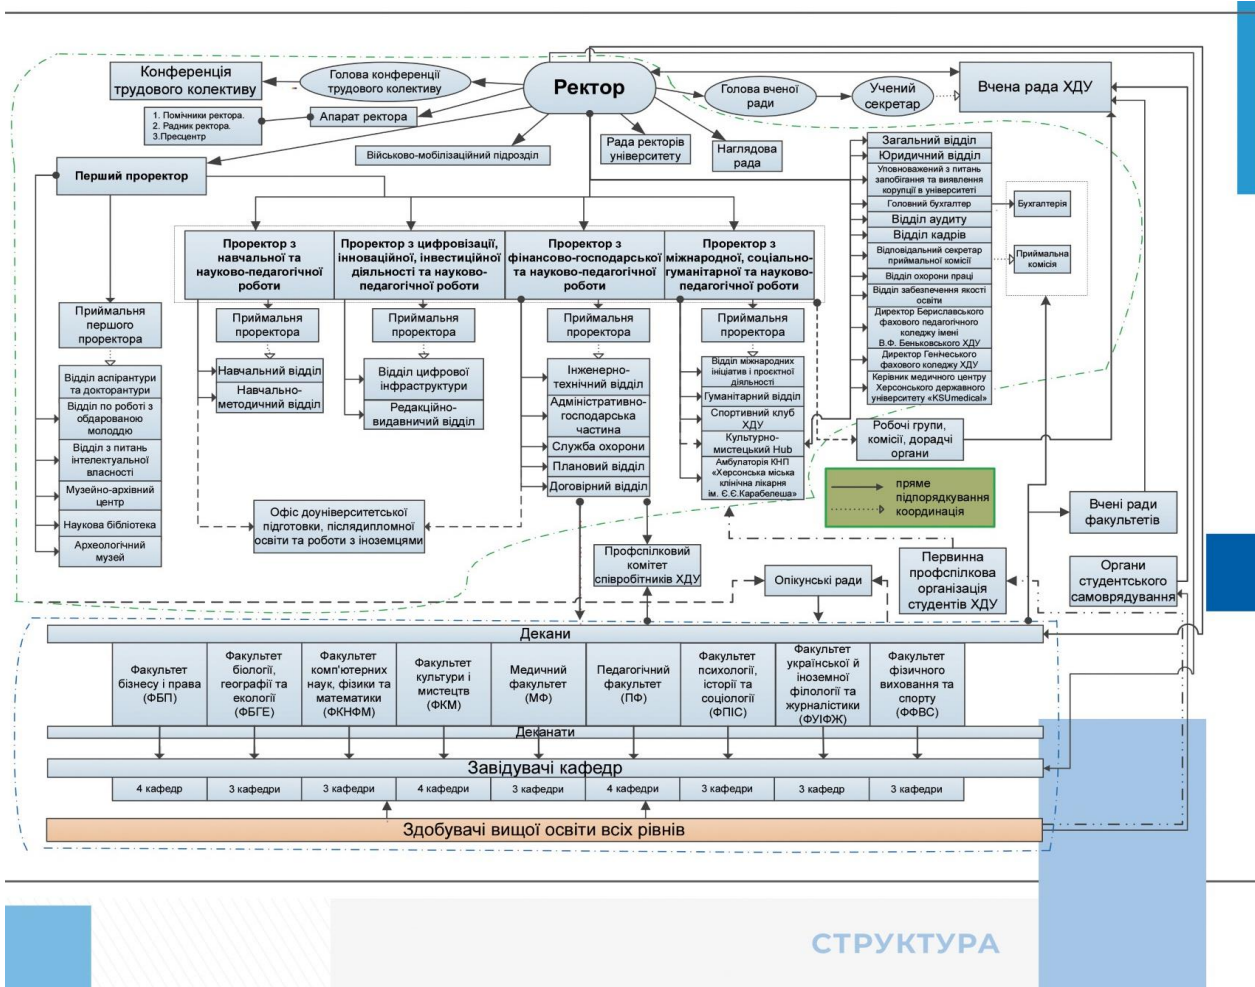 Конференція
трудового колективу
Голова конференції
трудового колективу
Ректор
Голова вченої
ради
Учений
секретар
Вчена рада ХДУ
1. Помічники ректора.
2. Радник ректора.
3.Пресцентр
Апарат ректора
Військово-мобілізаційний підрозділ
Рада ректорів
університету
Наглядова
рада
Перший проректор
Загальний відділ
Юридичний відділ
Уповноважений з питань
запобігання та виявлення
корупції в університеті
Головний бухгалтер
Бухгалтерія
Відділ аудиту
Відділ кадрів
Відповідальний секретар
приймальної комісії
Приймальна
комісія
Відділ охорони праці
Відділ забезпечення якості
освіти
Директор Бериславського
фахового педагогічного
коледжу імені
В.Ф. Беньковського ХДУ
Директор Генічеського
фахового коледжу ХДУ
Керівник медичного центру
Херсонського державного
університету «KSUmedical»
Проректор з
навчальної та
науково-педагогічної
роботи
Проректор з цифровізації,
інноваційної, інвестиційної
діяльності та науково-
педагогічної роботи
Проректор з
фінансово-господарської
та науково-педагогічної
роботи
Проректор з
міжнародної, соціально-
гуманітарної та науково-
педагогічної роботи
Приймальня
першого
проректора
Приймальня
проректора
Приймальня
проректора
Приймальня
проректора
Приймальня
проректора
Відділ аспірантури
та докторантури
Відділ по роботі з
обдарованою
молоддю
Відділ з питань
інтелектуальної
власності
Музейно-архівний
центр
Наукова бібліотека
Археологічний
музей
Навчальний відділ
Навчально-
методичний відділ
Відділ цифрової
інфраструктури
Редакційно-
видавничий відділ
Інженерно-
технічний відділ
Адміністративно-
господарська
частина
Служба охорони
Плановий відділ
Договірний відділ
Відділ міжнародних
ініціатив і проєктної
діяльності
Гуманітарний відділ
Спортивний клуб
ХДУ
Культурно-
мистецький Hub
Амбулаторія КНП
«Херсонська міська
клінічна лікарня
ім. Є.Є.Карабелеша»
Робочі групи,
комісії, дорадчі
органи
пряме
підпорядкування
координація
Офіс доуніверситетської
підготовки, післядипломної
освіти та роботи з іноземцями
Профспілковий
комітет
співробітників ХДУ
Опікунські ради
Первинна
профспілкова
організація
студентів ХДУ
Вчені ради
факультетів
Органи
студентського
самоврядування
Декани
Факультет
бізнесу і права
(ФБП)
Факультет
біології,
географії та
екології
(ФБГЕ)
Факультет
комп'ютерних
наук, фізики та
математики
(ФКНФМ)
Факультет
культури і
мистецтв
(ФКМ)
Медичний
факультет
(МФ)
Педагогічний
факультет
(ПФ)
Факультет
психології,
історії та
соціології
(ФПІС)
Факультет
української й
іноземної
філології та
журналістики
(ФУІФЖ)
Факультет
фізичного
виховання та
спорту
(ФФВС)
Деканати
Завідувачі кафедр
4 кафедр
3 кафедри
3 кафедри
4 кафедр
3 кафедри
4 кафедр
3 кафедри
3 кафедри
3 кафедри
Здобувачі вищої освіти всіх рівнів
СТРУКТУРА